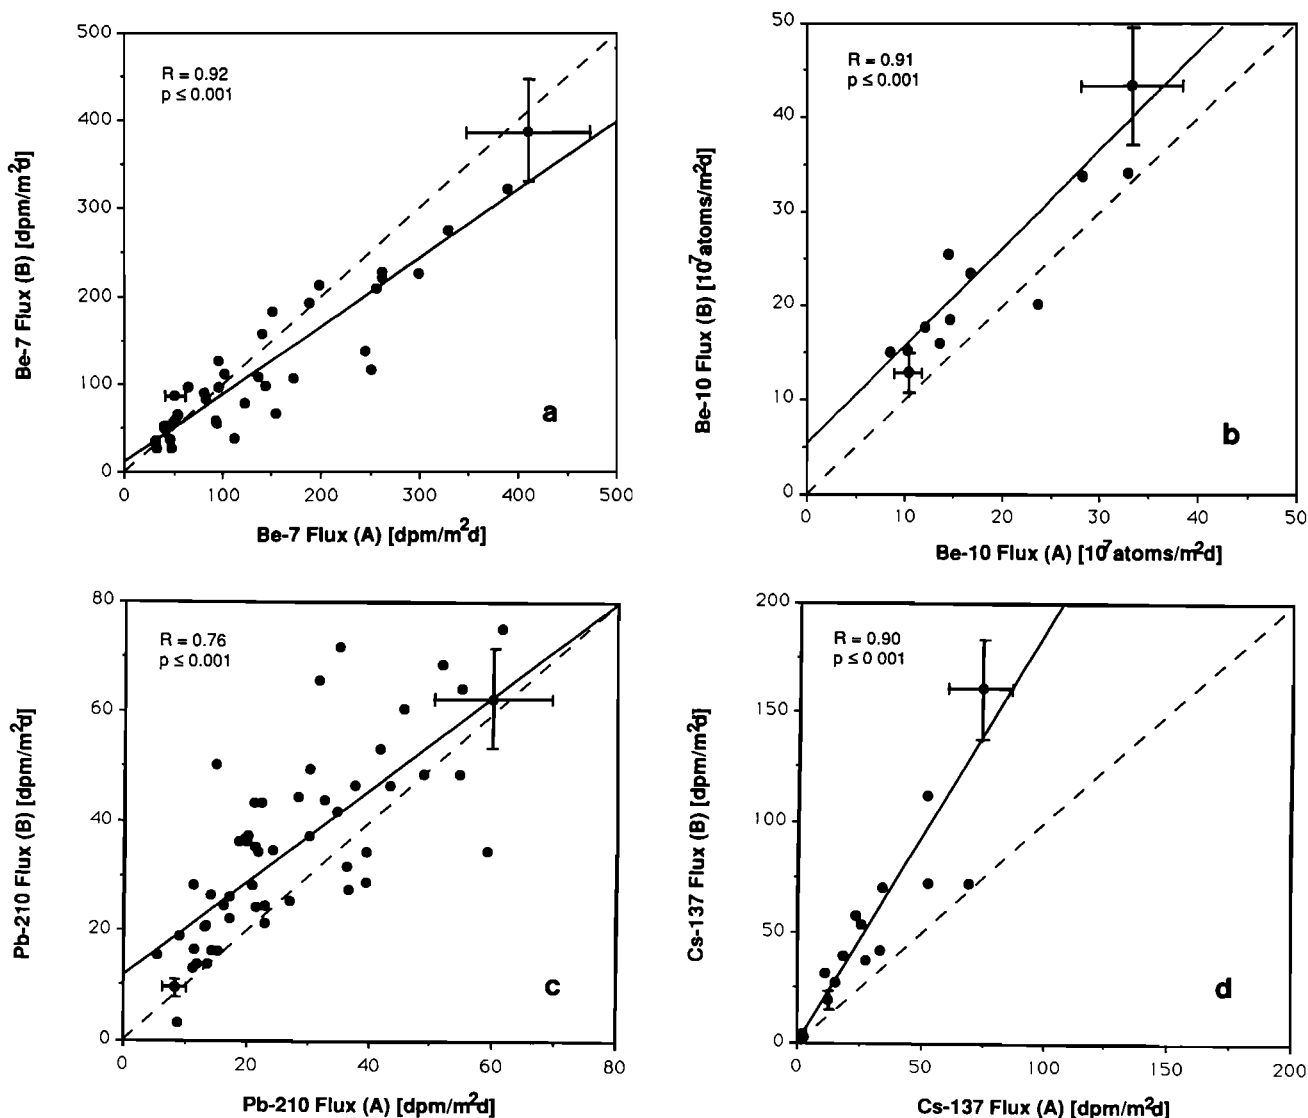 500
400
300
200
100
0
0
100
200
300
400
500
R = 0.92
p ≤ 0.001
a
Be-7 Flux (B) [dpm/m²d]
Be-7 Flux (A) [dpm/m²d]
50
40
30
20
10
0
0
10
20
30
40
50
R = 0.91
p ≤ 0.001
b
Be-10 Flux (B) [10⁷atoms/m²d]
Be-10 Flux (A) [10⁷atoms/m²d]
80
60
40
20
0
0
20
40
60
80
R = 0.76
p ≤ 0.001
c
Pb-210 Flux (B) [dpm/m²d]
Pb-210 Flux (A) [dpm/m²d]
200
150
100
50
0
0
50
100
150
200
R = 0.90
p ≤ 0 001
d
Cs-137 Flux (B) [dpm/m²d]
Cs-137 Flux (A) [dpm/m²d]